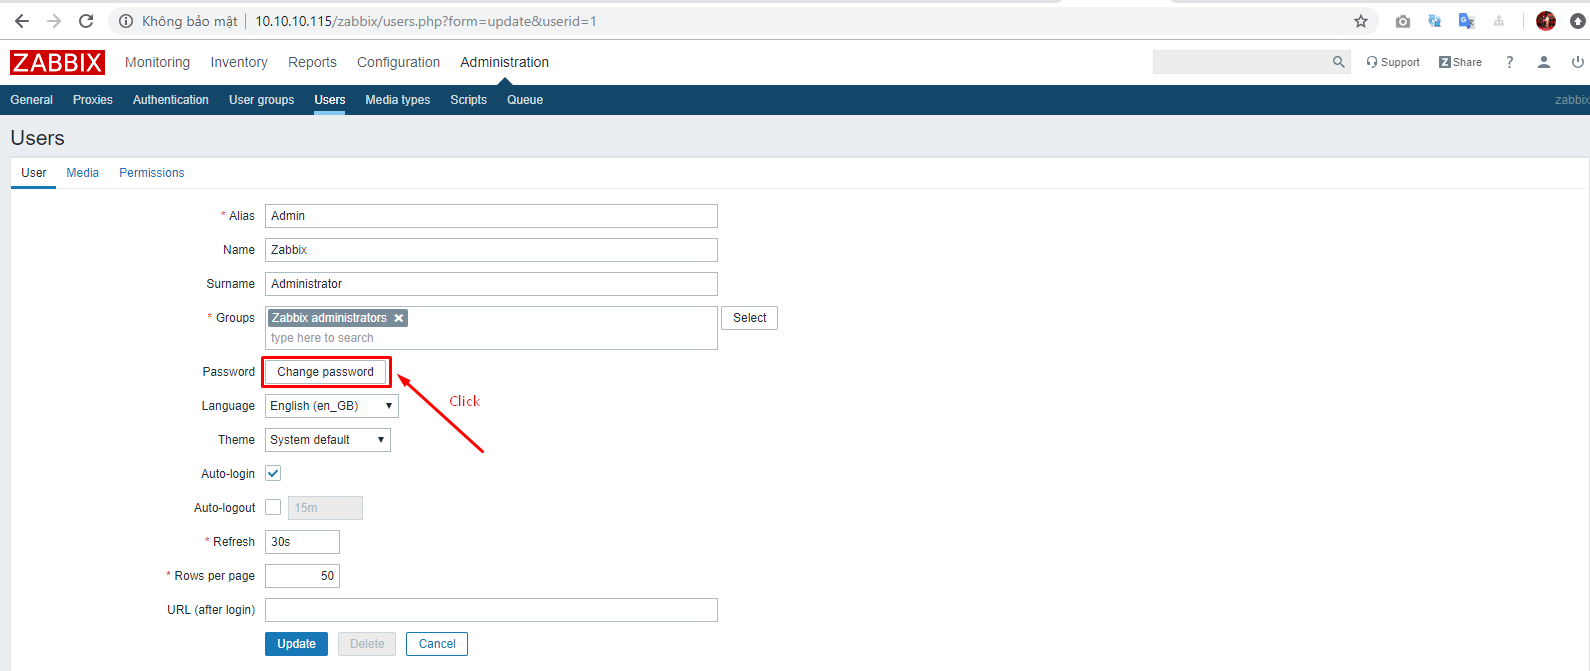 Không bảo mật 10.10.10.115/zabbix/users.php?form=update&userid=1
ZABBIX Monitoring Inventory Reports Configuration Administration Support Z Share ?
General Proxies Authentication User groups Users Media types Scripts Queue zabbix
Users
User Media Permissions
* Alias Admin
Name Zabbix
Surname Administrator
* Groups Zabbix administrators Select
type here to search
Password Change password
Click
Language English (en_GB)
Theme System default
Auto-login
Auto-logout 15m
* Refresh 30s
* Rows per page 50
URL (after login)
Update Delete Cancel